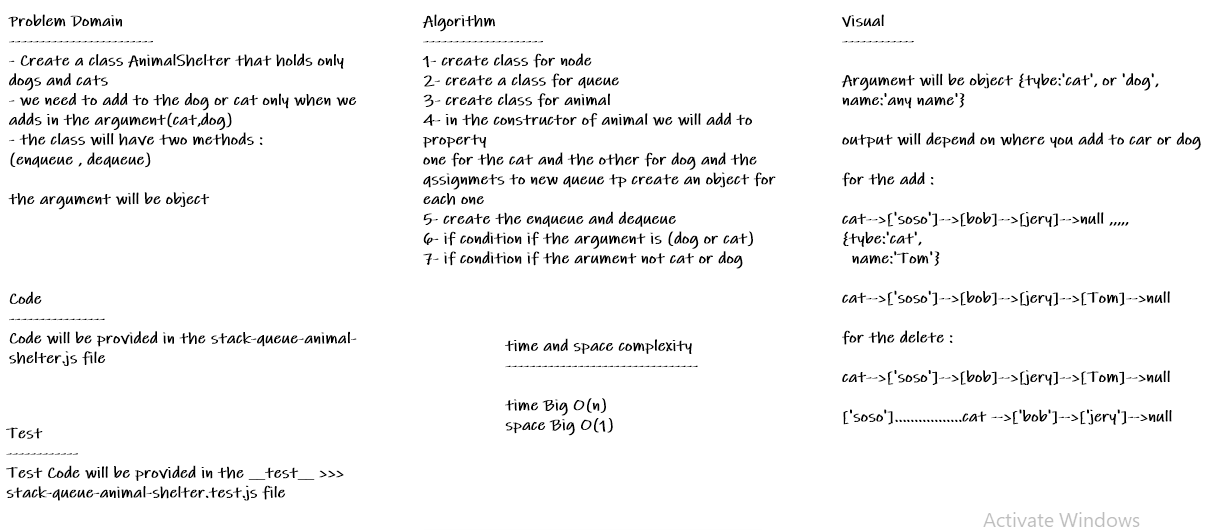 Problem Domain
------------------------
- Create a class AnimalShelter that holds only
dogs and cats
- we need to add to the dog or cat only when we
adds in the argument(cat,dog)
- the class will have two methods :
(enqueue , dequeue)
the argument will be object
Code
----------------
Code will be provided in the stack-queue-animal-
shelter.js file
Test
------------
Test Code will be provided in the __test__ >>>
stack-queue-animal-shelter.test.js file
Algorithm
--------------------
1- create class for node
2- create a class for queue
3- create class for animal
4- in the constructor of animal we will add to
property
one for the cat and the other for dog and the
qssignmets to new queue tp create an object for
each one
5- create the enqueue and dequeue
6- if condition if the argument is (dog or cat)
7- if condition if the arument not cat or dog
time and space complexity
--------------------------------
time Big O(n)
space Big O(1)
Visual
------------
Argument will be object {tybe:'cat', or 'dog',
name:'any name'}
output will depend on where you add to car or dog
for the add :
cat-->['soso']-->[bob]-->[jery]-->null ,,,,,
{tybe:'cat',
name:'Tom'}
cat-->['soso']-->[bob]-->[jery]-->[Tom]-->null
for the delete :
cat-->['soso']-->[bob]-->[jery]-->[Tom]-->null
['soso'].................cat -->['bob']-->['jery']-->null
Activate Windows